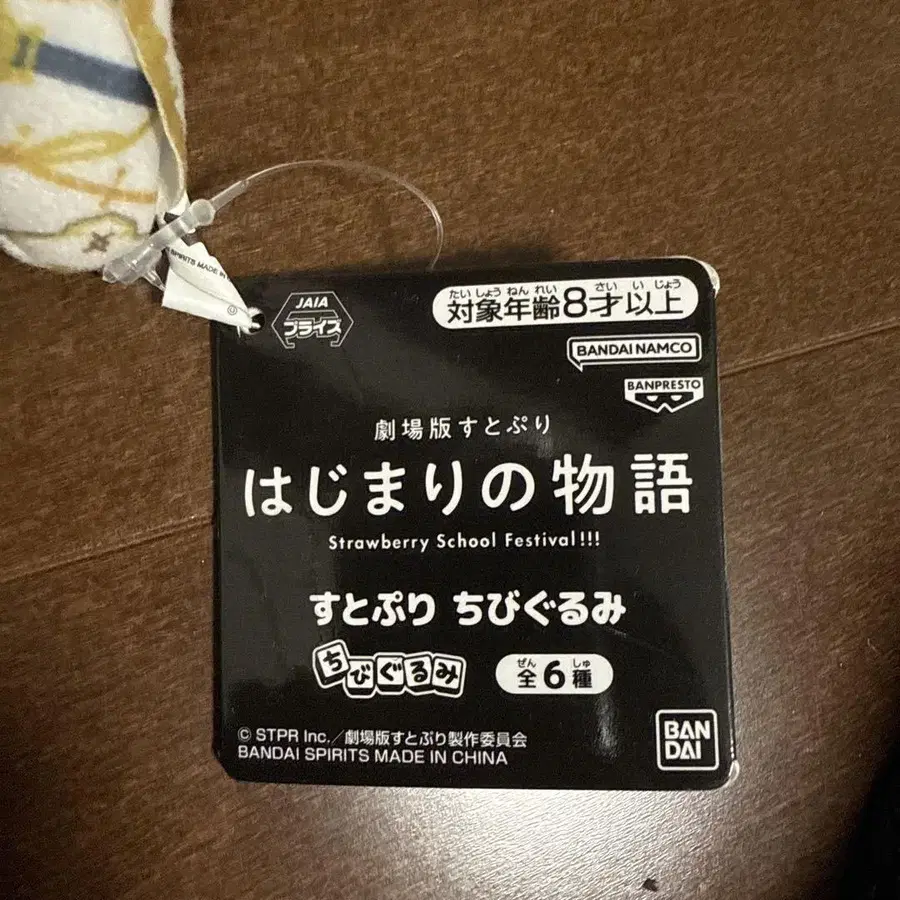 SPIRITS MADE IN
JAIA
プライズ
たいしょうねんれい さい いじょう
対象年齢8才以上
BANDAI NAMCO
BANPRESTO
劇場版すとぷり
はじまりの物語
Strawberry School Festival!!!
すとぷり ちびぐるみ
ちびぐるみ
ぜん しゅ
全6種
© STPR Inc./劇場版すとぷり製作委員会
BANDAI SPIRITS MADE IN CHINA
BAN
DAI